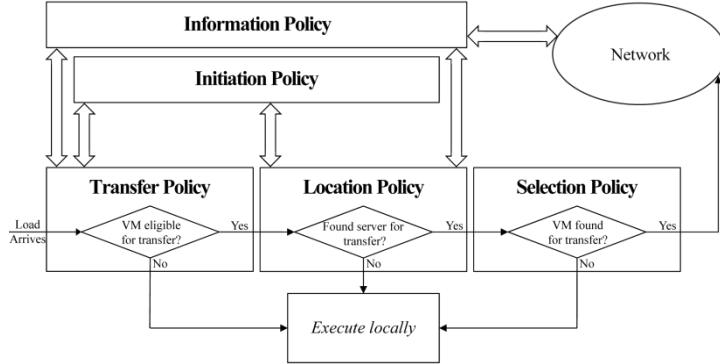 Information Policy
Network
Initiation Policy
Transfer Policy
Location Policy
Selection Policy
Load
Arrives
VM eligible
for transfer?
Yes
Found server for
transfer?
Yes
VM found
for transfer?
Yes
No
No
No
Execute locally